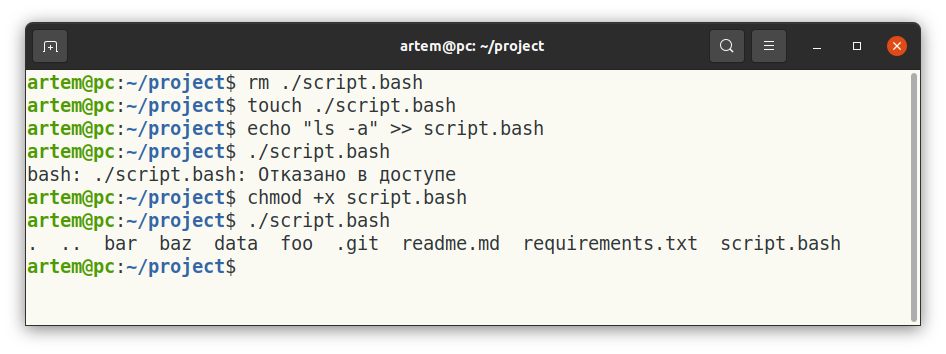 artem@pc: ~/project
artem@pc:~/project$ rm ./script.bash
artem@pc:~/project$ touch ./script.bash
artem@pc:~/project$ echo "ls -a" >> script.bash
artem@pc:~/project$ ./script.bash
bash: ./script.bash: Отказано в доступе
artem@pc:~/project$ chmod +x script.bash
artem@pc:~/project$ ./script.bash
.  ..  bar  baz  data  foo  .git  readme.md  requirements.txt  script.bash
artem@pc:~/project$